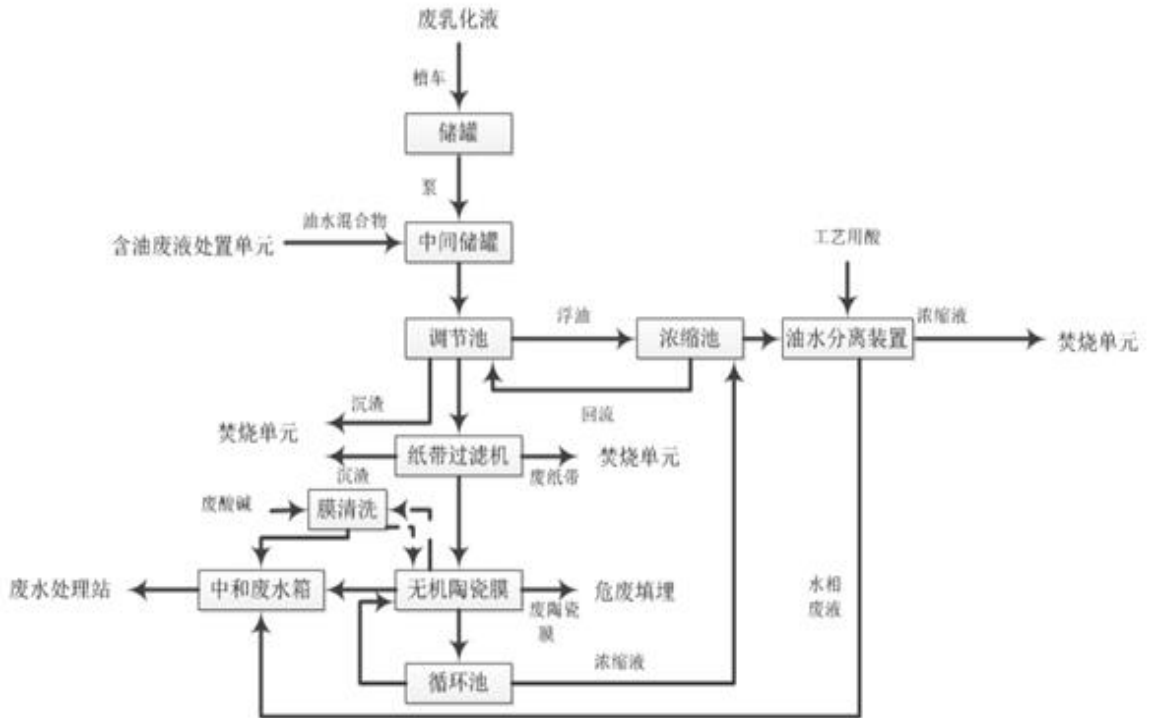 废乳化液
槽车
储罐
泵
油水混合物
含油废液处置单元
中间储罐
工艺用酸
调节池
浮油
浓缩池
油水分离装置
浓缩液
焚烧单元
沉渣
回流
焚烧单元
纸带过滤机
废纸带
焚烧单元
沉渣
废酸碱
膜清洗
废水处理站
中和废水箱
无机陶瓷膜
废陶瓷
膜
危废填埋
水相
废液
循环池
浓缩液